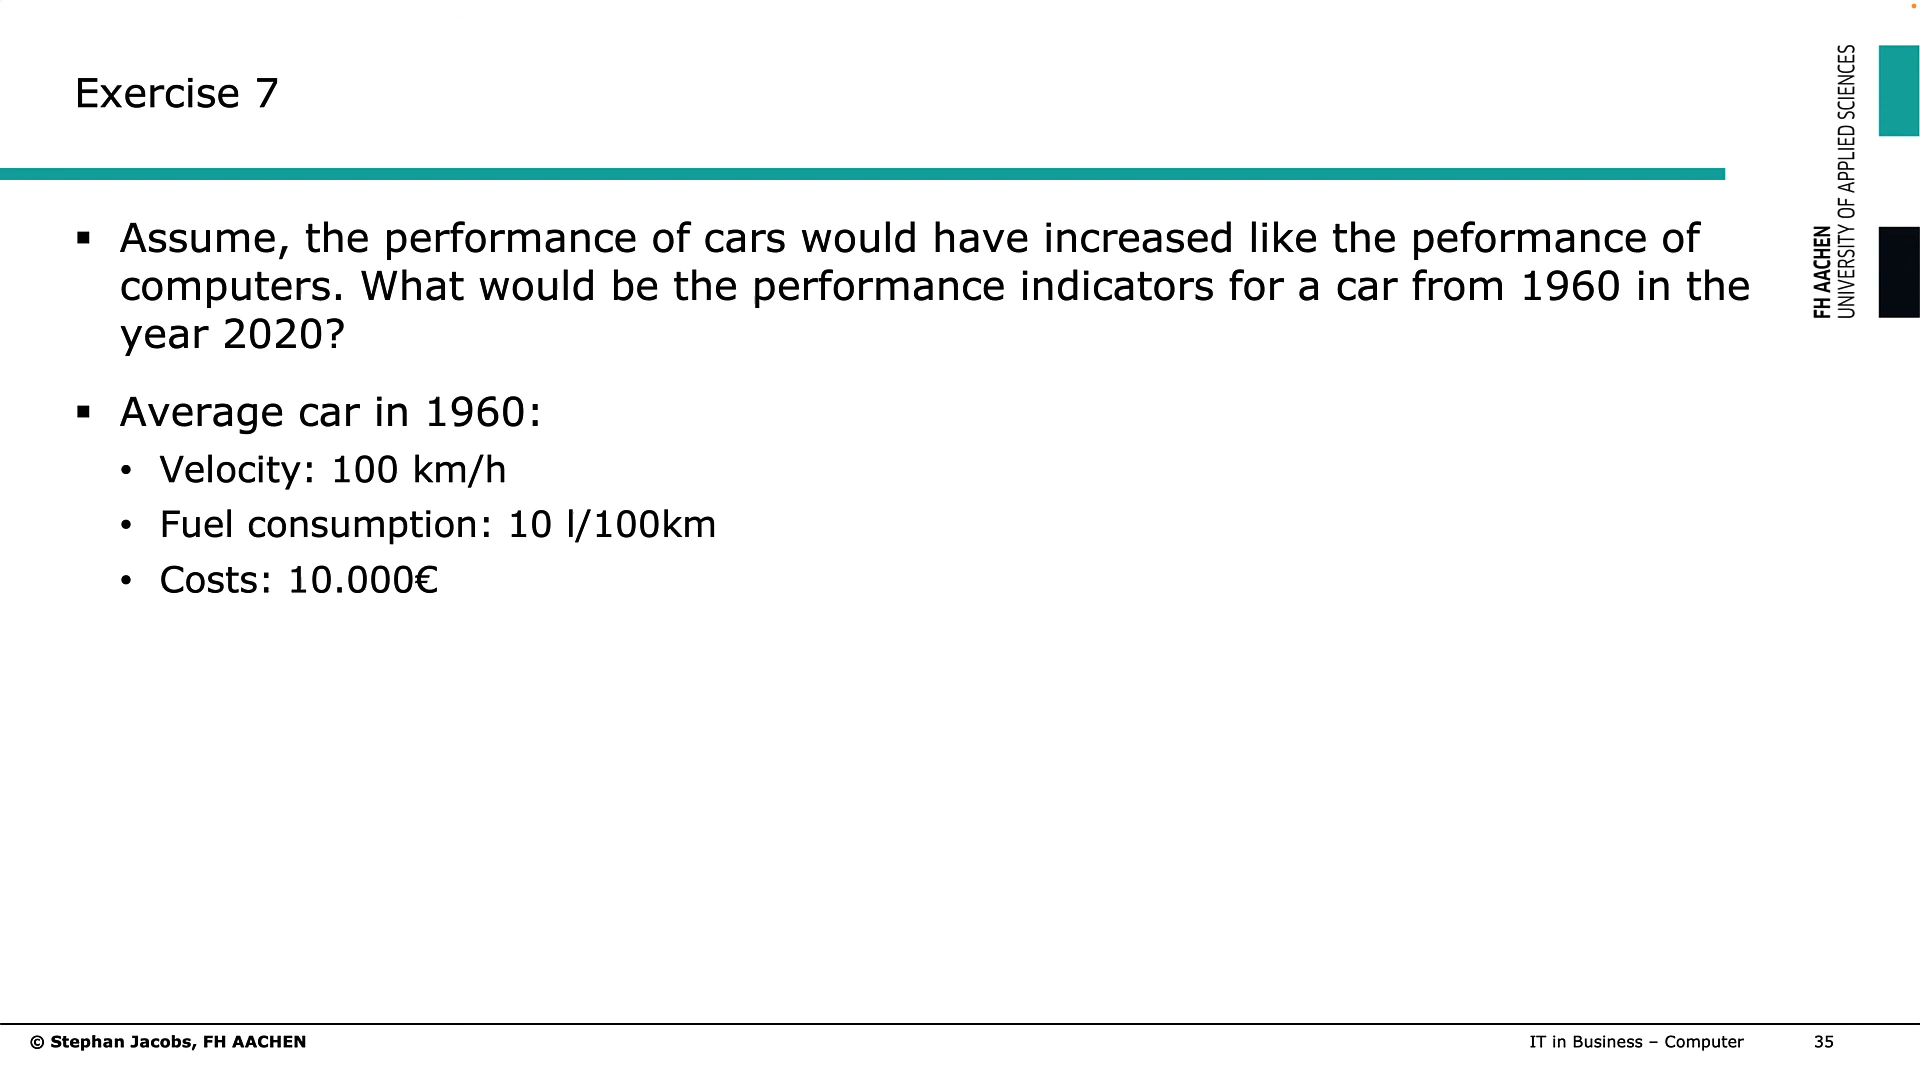 Exercise 7
FH AACHEN
UNIVERSITY OF APPLIED SCIENCES
▪ Assume, the performance of cars would have increased like the peformance of
computers. What would be the performance indicators for a car from 1960 in the
year 2020?
▪ Average car in 1960:
• Velocity: 100 km/h
• Fuel consumption: 10 l/100km
• Costs: 10.000€
© Stephan Jacobs, FH AACHEN
IT in Business – Computer
35